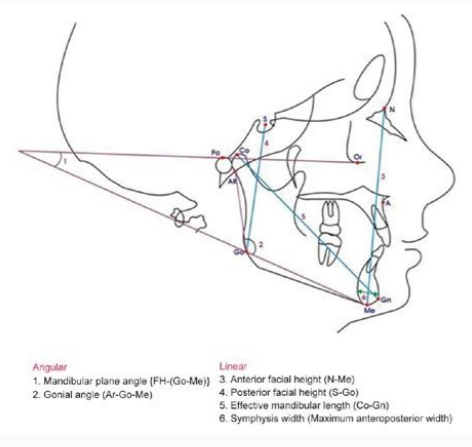 S
N
4
Po
Co
Or
1
AR
3
A
5
Go
2
6
Gn
Me
Angular
1. Mandibular plane angle {FH-(Go-Me)}
2. Gonial angle (Ar-Go-Me)
Linear
3. Anterior facial height (N-Me)
4. Posterior facial height (S-Go)
5. Effective mandibular length (Co-Gn)
6. Symphysis width (Maximum anteroposterior width)